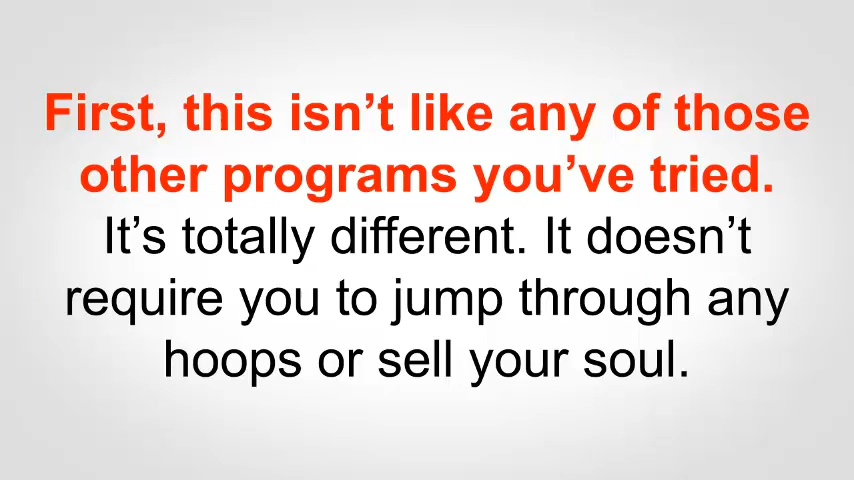 First, this isn’t like any of those
other programs you’ve tried.
It’s totally different. It doesn’t
require you to jump through any
hoops or sell your soul.